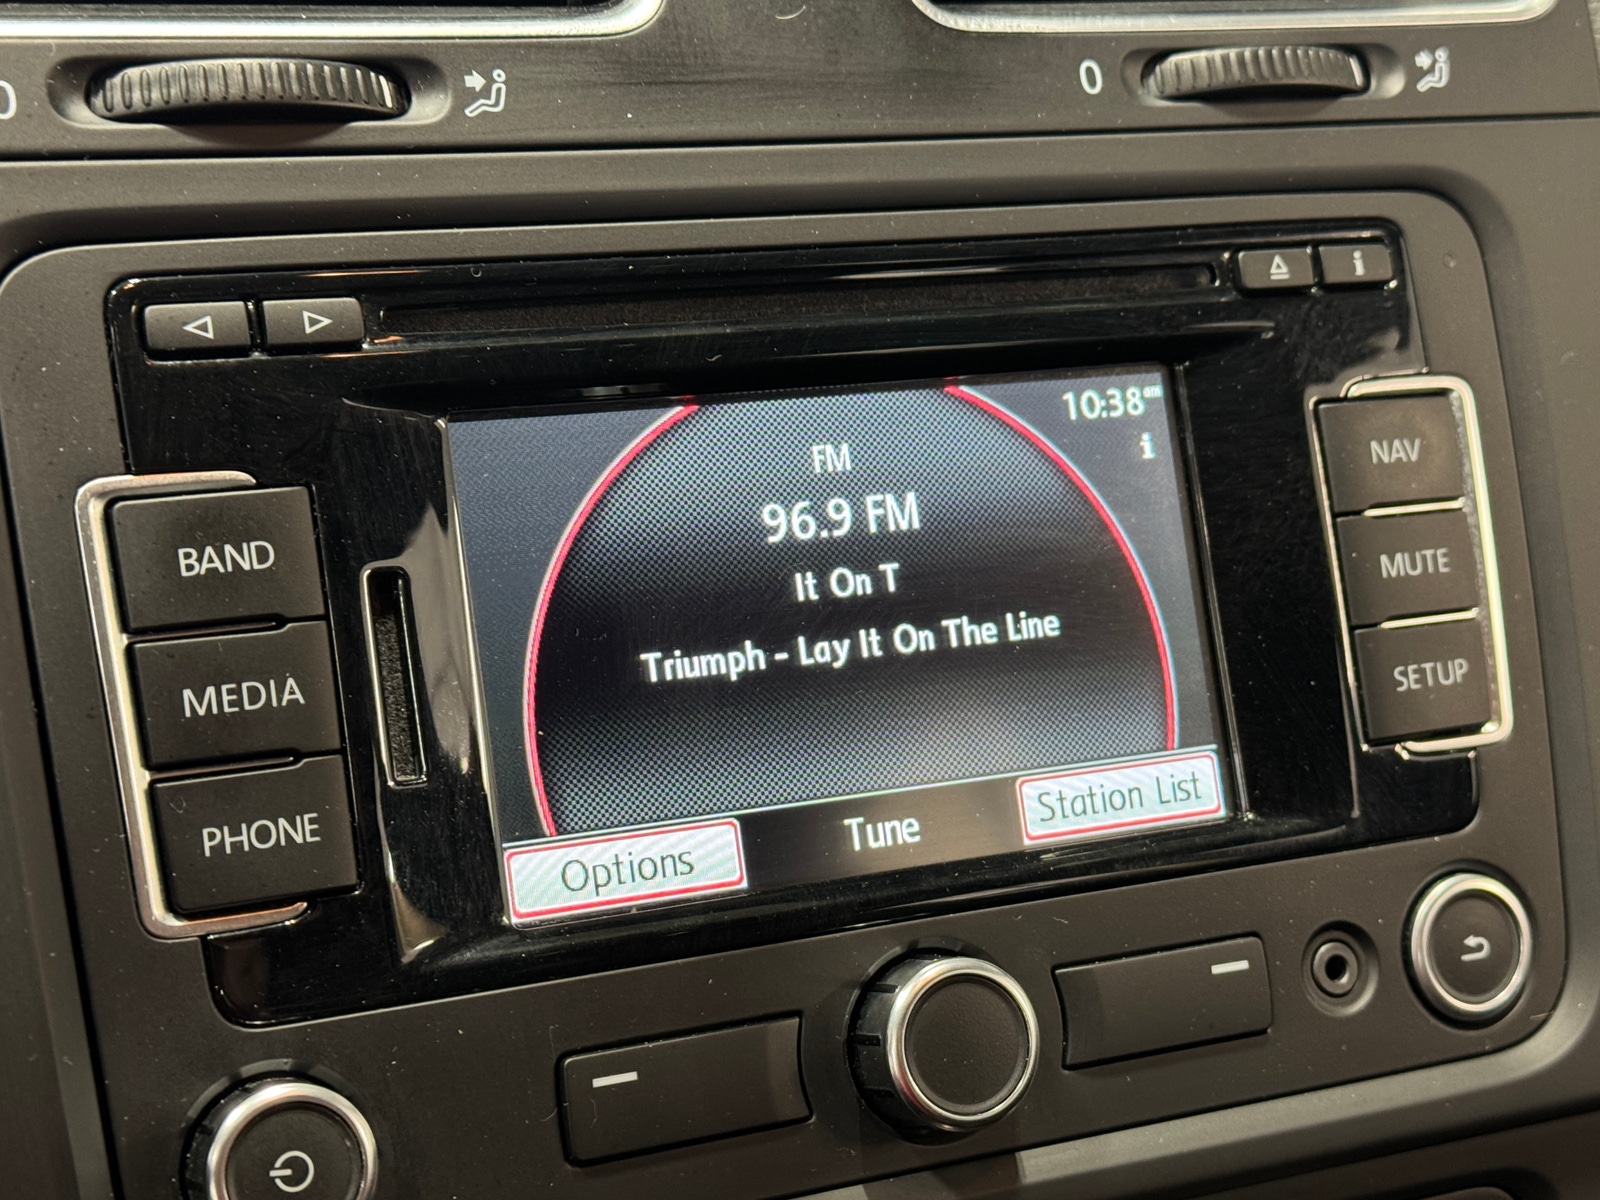 0
0
10:38am
i
FM
96.9 FM
It On T
Triumph - Lay It On The Line
Options
Tune
Station List
BAND
MEDIA
PHONE
i
NAV
MUTE
SETUP